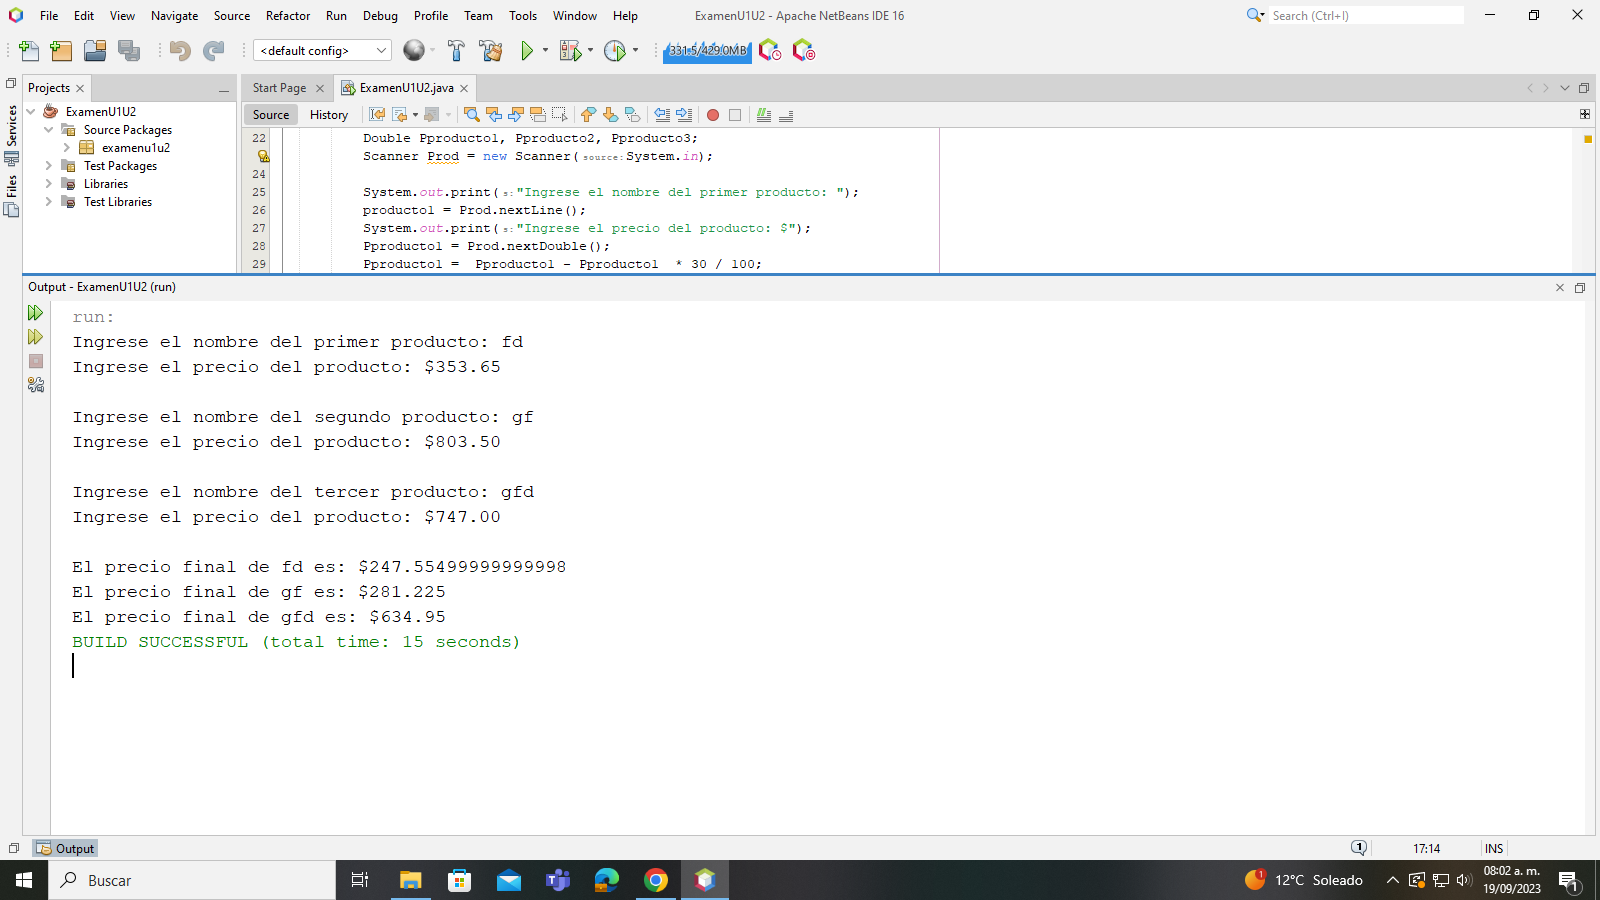 File Edit View Navigate Source Refactor Run Debug Profile Team Tools Window Help
ExamenU1U2 - Apache NetBeans IDE 16
Search (Ctrl+I)
<default config>
331.5/429.0MB
Projects
Start Page
ExamenU1U2.java
Services
Files
ExamenU1U2
Source Packages
examenu1u2
Test Packages
Libraries
Test Libraries
Source History
22 Double Pproducto1, Pproducto2, Pproducto3;
Scanner Prod = new Scanner(source:System.in);
24
25 System.out.print(s:"Ingrese el nombre del primer producto: ");
26 producto1 = Prod.nextLine();
27 System.out.print(s:"Ingrese el precio del producto: $");
28 Pproducto1 = Prod.nextDouble();
29 Pproducto1 =  Pproducto1 - Pproducto1  * 30 / 100;
Output - ExamenU1U2 (run)
run:
Ingrese el nombre del primer producto: fd
Ingrese el precio del producto: $353.65
Ingrese el nombre del segundo producto: gf
Ingrese el precio del producto: $803.50
Ingrese el nombre del tercer producto: gfd
Ingrese el precio del producto: $747.00
El precio final de fd es: $247.55499999999998
El precio final de gf es: $281.225
El precio final de gfd es: $634.95
BUILD SUCCESSFUL (total time: 15 seconds)
Output
1
17:14
INS
Buscar
1
12°C Soleado
08:02 a. m.
19/09/2023
1